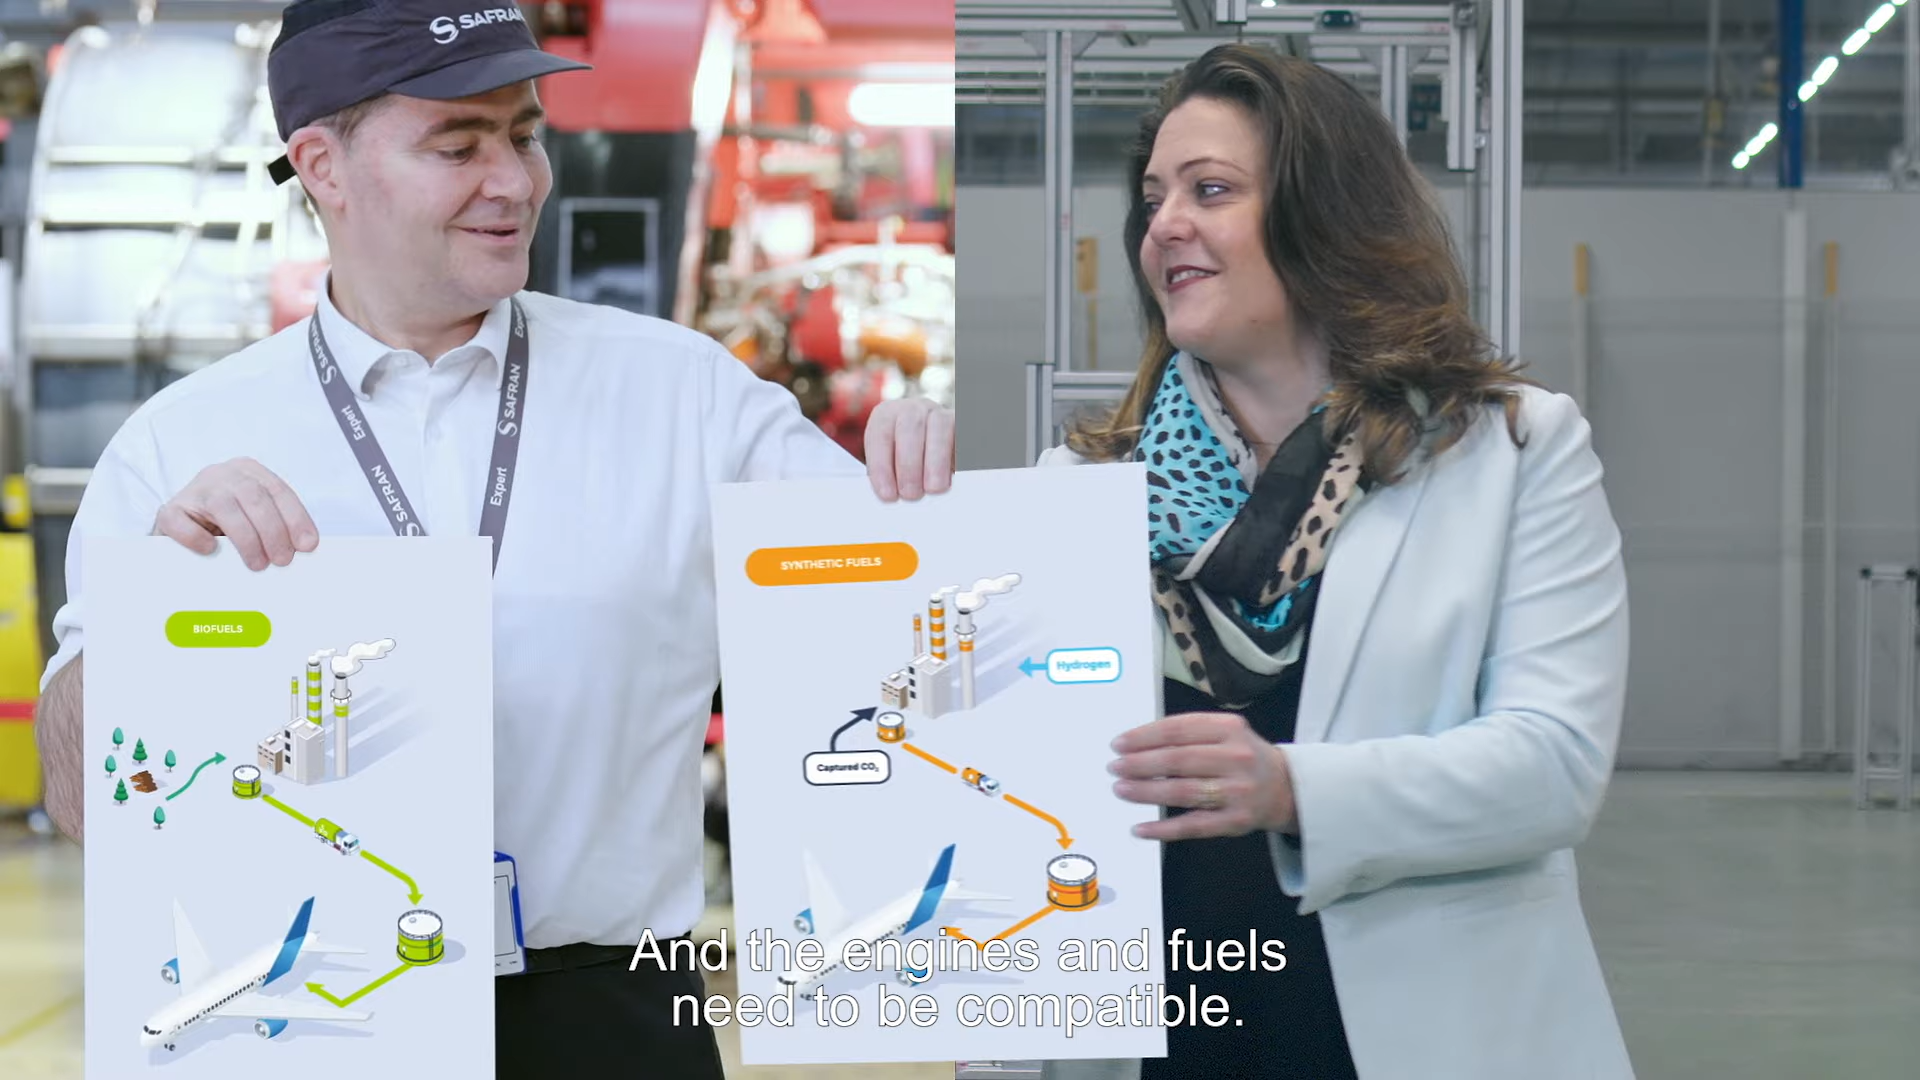 SAFRAN
SAFRAN
Expert
SAFRAN
SAFRAN
Expert
BIOFUELS
SYNTHETIC FUELS
Hydrogen
Captured CO₂
And the engines and fuels
need to be compatible.